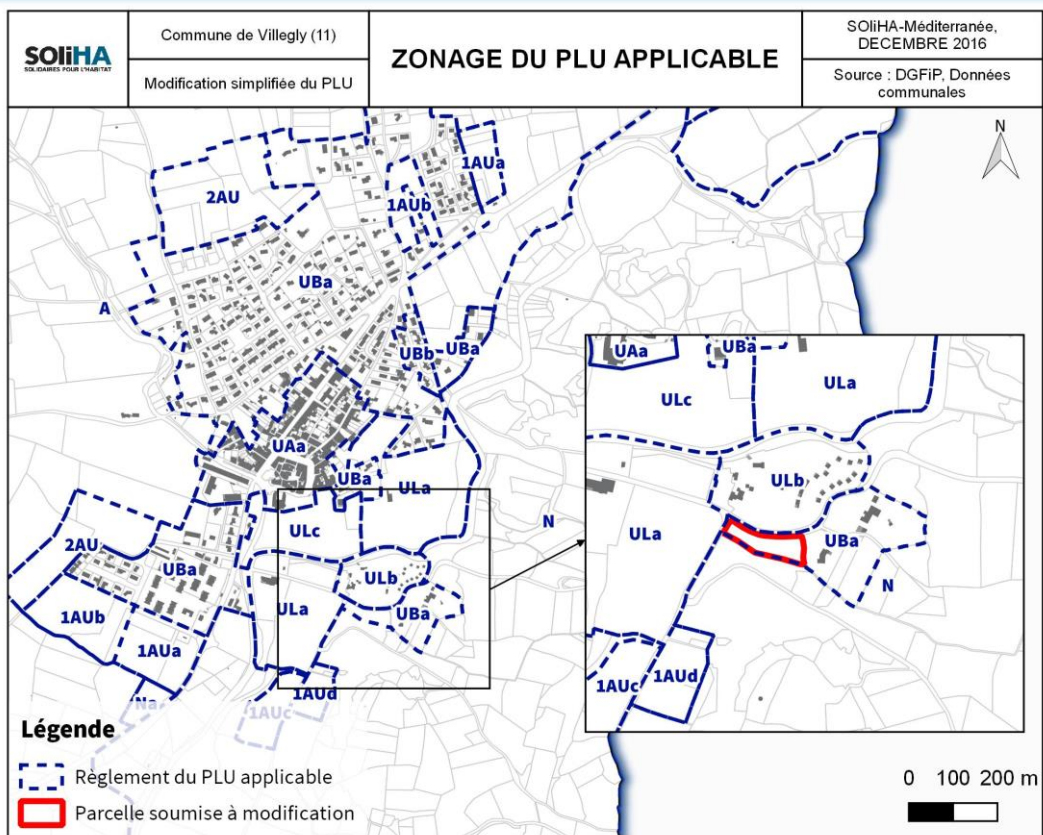 SOLiHA
SOLIDAIRES POUR L'HABITAT
Commune de Villegly (11)
Modification simplifiée du PLU
ZONAGE DU PLU APPLICABLE
SOliHA-Méditerranée,
DECEMBRE 2016
Source : DGFiP, Données
communales
N
1AUa
2AU
1AUb
UBa
A
UBb
UBa
UAa
UBa
ULa
ULc
N
2AU
UBa
ULb
ULa
UBa
1AUb
1AUa
1AUd
Na
1AUc
UAa
UBa
ULa
ULc
ULb
ULa
UBa
N
1AUc
1AUd
Légende
Règlement du PLU applicable
Parcelle soumise à modification
0 100 200 m